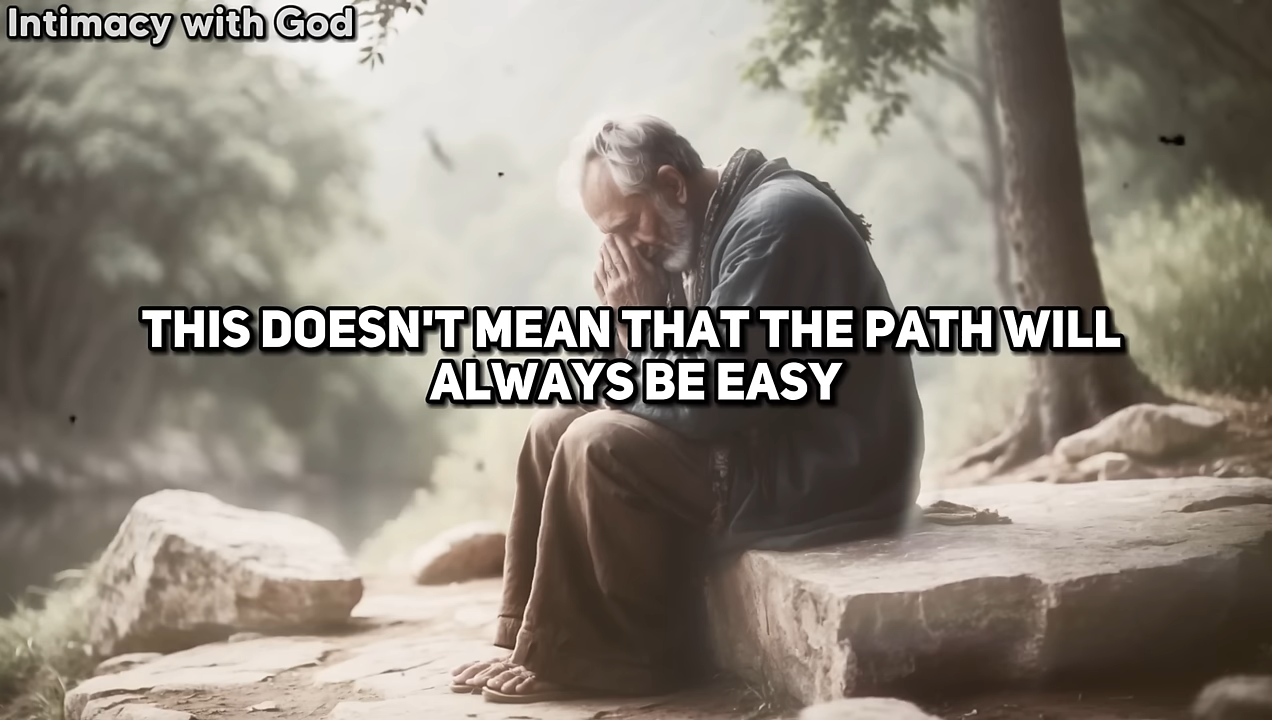 Intimacy with God
THIS DOESN'T MEAN THAT THE PATH WILL
ALWAYS BE EASY